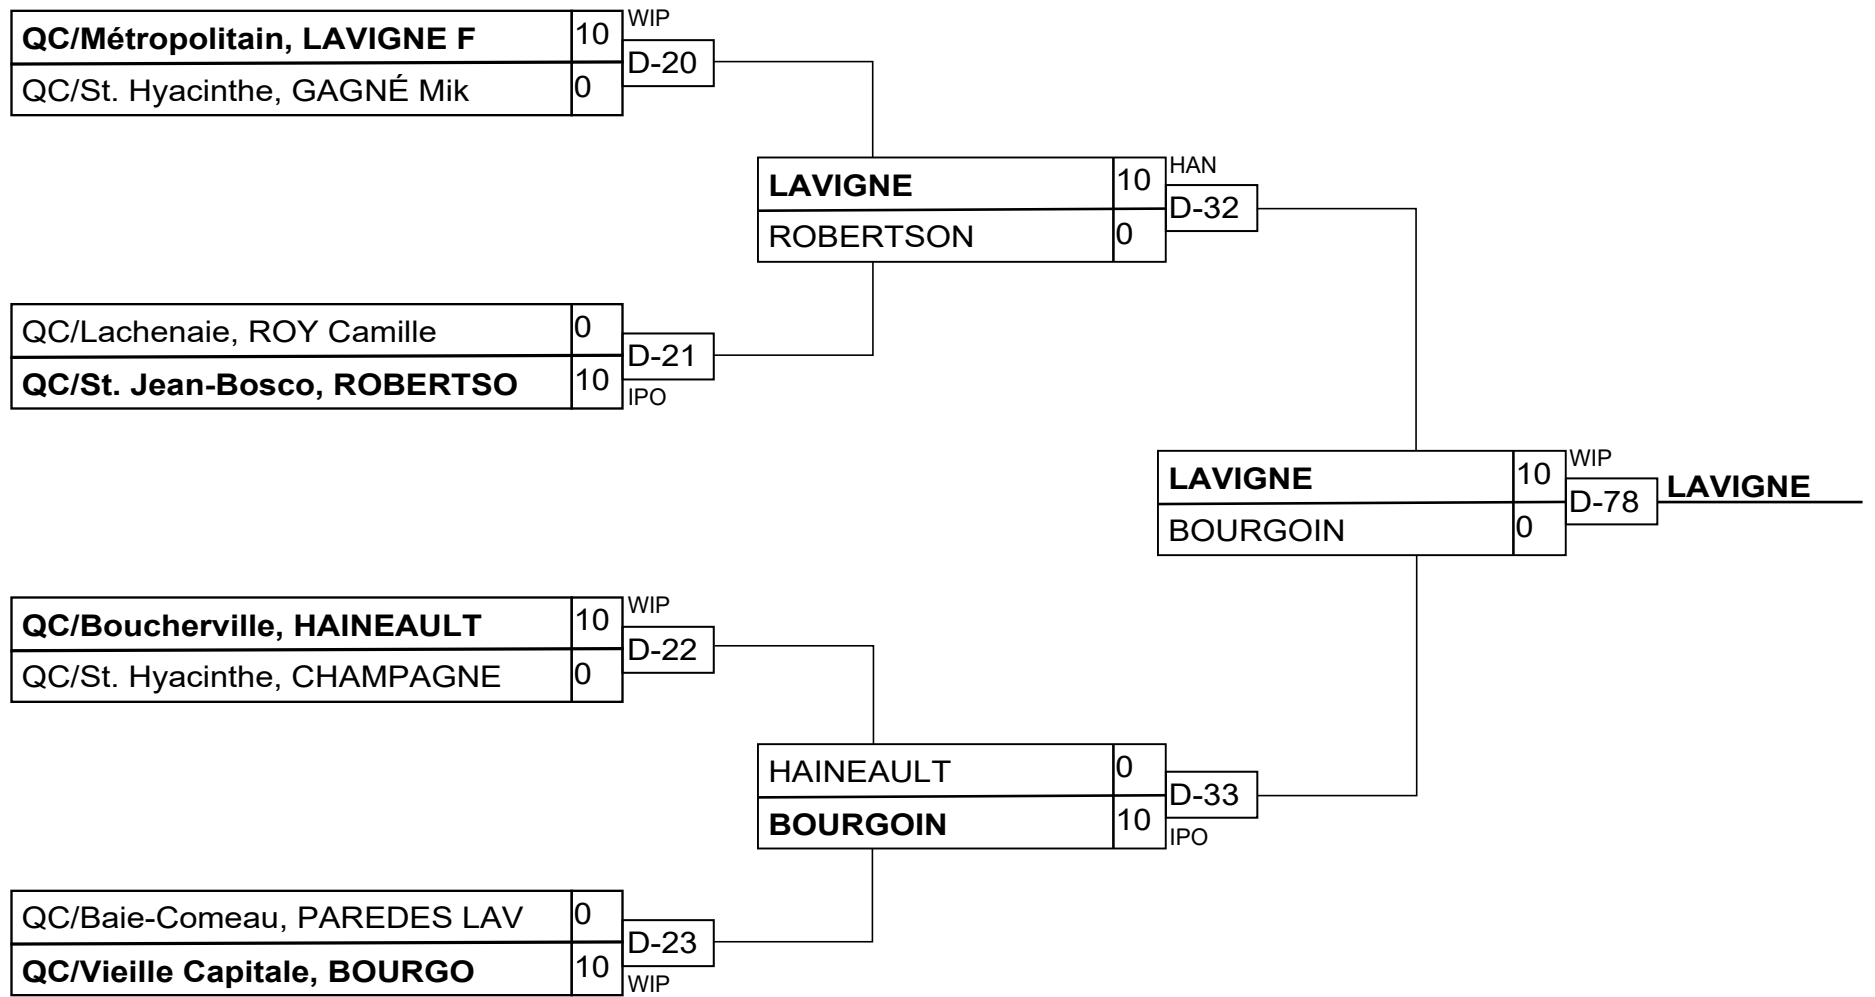 QC/Métropolitain, LAVIGNE F 10 WIP
D-20
QC/St. Hyacinthe, GAGNÉ Mik 0
LAVIGNE 10 HAN
D-32
ROBERTSON 0
QC/Lachenaie, ROY Camille 0
D-21
QC/St. Jean-Bosco, ROBERTSO 10 IPO
LAVIGNE 10 WIP
D-78 LAVIGNE
BOURGOIN 0
QC/Boucherville, HAINEAULT 10 WIP
D-22
QC/St. Hyacinthe, CHAMPAGNE 0
HAINEAULT 0
D-33
BOURGOIN 10 IPO
QC/Baie-Comeau, PAREDES LAV 0
D-23
QC/Vieille Capitale, BOURGO 10 WIP